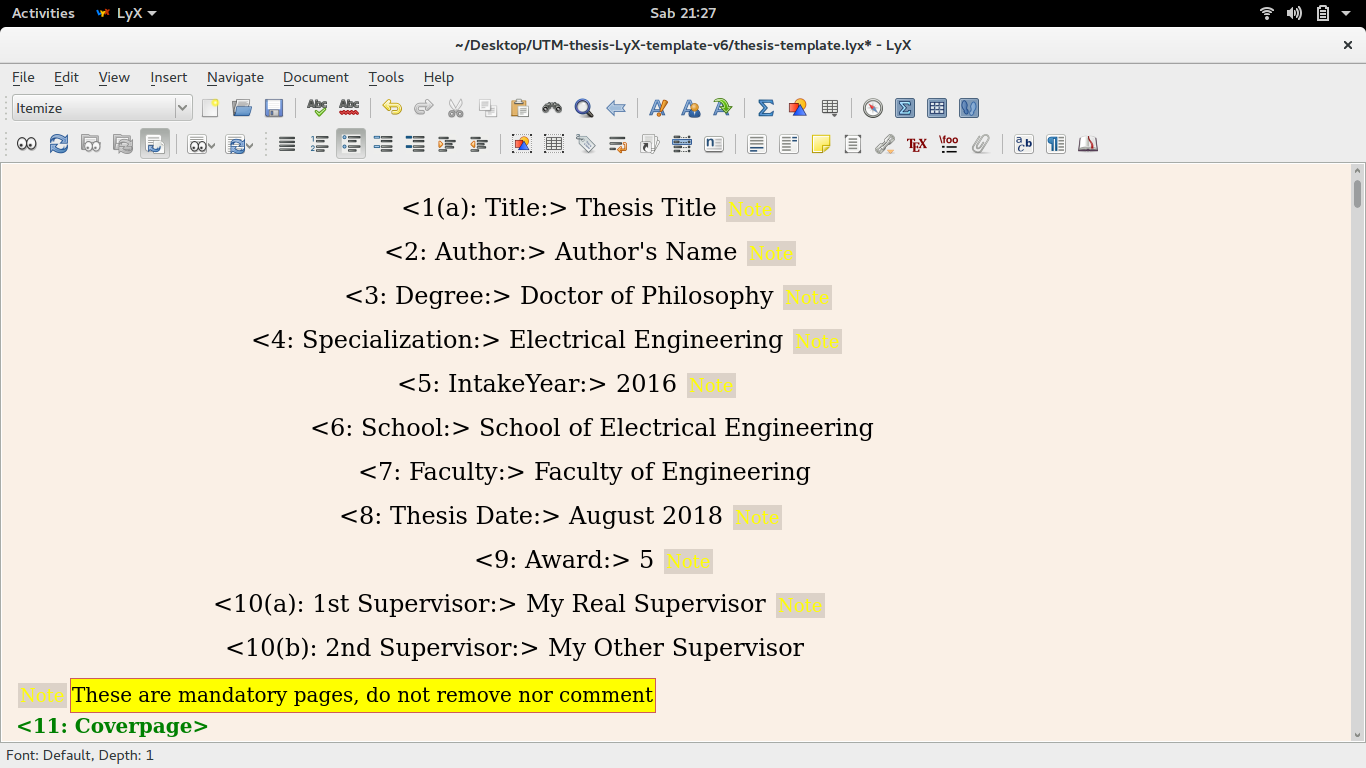 Activities LyX Sab 21:27
~/Desktop/UTM-thesis-LyX-template-v6/thesis-template.lyx* - LyX
File Edit View Insert Navigate Document Tools Help
Itemize Abc Abc
TEX \foo a,b c,b
<1(a): Title:> Thesis Title Note
<2: Author:> Author's Name Note
<3: Degree:> Doctor of Philosophy Note
<4: Specialization:> Electrical Engineering Note
<5: IntakeYear:> 2016 Note
<6: School:> School of Electrical Engineering
<7: Faculty:> Faculty of Engineering
<8: Thesis Date:> August 2018 Note
<9: Award:> 5 Note
<10(a): 1st Supervisor:> My Real Supervisor Note
<10(b): 2nd Supervisor:> My Other Supervisor
Note These are mandatory pages, do not remove nor comment
<11: Coverpage>
Font: Default, Depth: 1